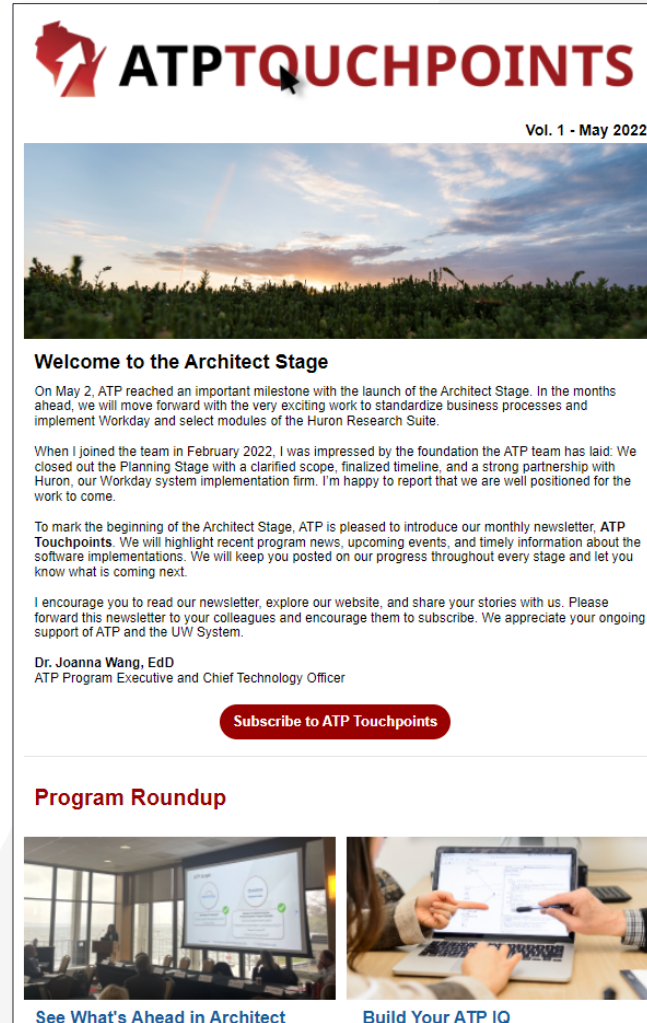 ATPTOUCHPOINTS
Vol. 1 - May 2022
Welcome to the Architect Stage
On May 2, ATP reached an important milestone with the launch of the Architect Stage. In the months
ahead, we will move forward with the very exciting work to standardize business processes and
implement Workday and select modules of the Huron Research Suite.
When I joined the team in February 2022, I was impressed by the foundation the ATP team has laid: We
closed out the Planning Stage with a clarified scope, finalized timeline, and a strong partnership with
Huron, our Workday system implementation firm. I'm happy to report that we are well positioned for the
work to come.
To mark the beginning of the Architect Stage, ATP is pleased to introduce our monthly newsletter, ATP
Touchpoints. We will highlight recent program news, upcoming events, and timely information about the
software implementations. We will keep you posted on our progress throughout every stage and let you
know what is coming next.
I encourage you to read our newsletter, explore our website, and share your stories with us. Please
forward this newsletter to your colleagues and encourage them to subscribe. We appreciate your ongoing
support of ATP and the UW System.
Dr. Joanna Wang, EdD
ATP Program Executive and Chief Technology Officer
Subscribe to ATP Touchpoints
Program Roundup
See What's Ahead in Architect
Build Your ATP IQ